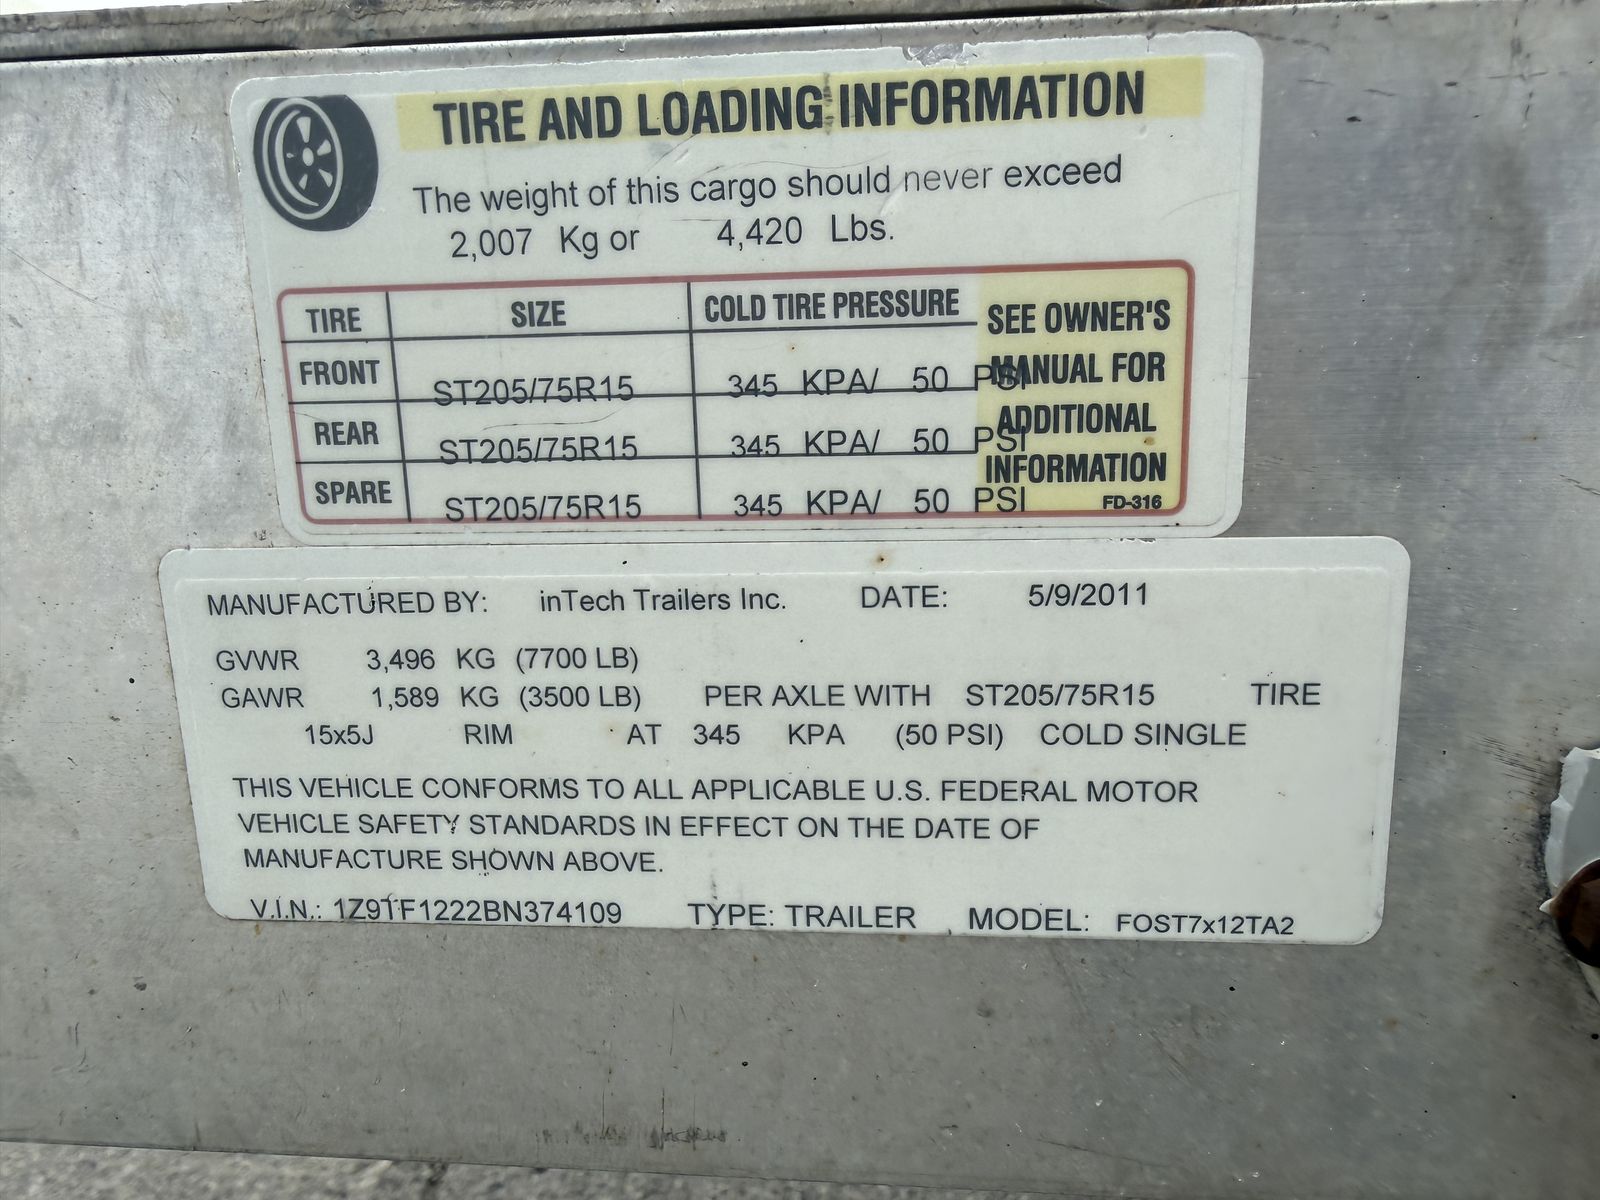 TIRE AND LOADING INFORMATION
The weight of this cargo should never exceed
2,007 Kg or 4,420 Lbs.
TIRE SIZE COLD TIRE PRESSURE
FRONT ST205/75R15 345 KPA/ 50 PSI
REAR ST205/75R15 345 KPA/ 50 PSI
SPARE ST205/75R15 345 KPA/ 50 PSI
SEE OWNER'S
MANUAL FOR
ADDITIONAL
INFORMATION
FD-316
MANUFACTURED BY: inTech Trailers Inc. DATE: 5/9/2011
GVWR 3,496 KG (7700 LB)
GAWR 1,589 KG (3500 LB) PER AXLE WITH ST205/75R15 TIRE
15x5J RIM AT 345 KPA (50 PSI) COLD SINGLE
THIS VEHICLE CONFORMS TO ALL APPLICABLE U.S. FEDERAL MOTOR
VEHICLE SAFETY STANDARDS IN EFFECT ON THE DATE OF
MANUFACTURE SHOWN ABOVE.
V.I.N.: 1Z9TF1222BN374109 TYPE: TRAILER MODEL: FOST7x12TA2